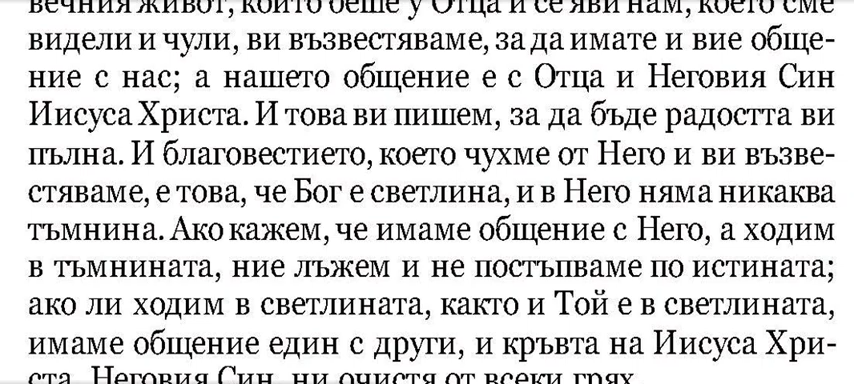 вечния живот, който беше у Отца и се яви нам, което сме
видели и чули, ви възвестяваме, за да имате и вие обще-
ние с нас; а нашето общение е с Отца и Неговия Син
Иисуса Христа. И това ви пишем, за да бъде радостта ви
пълна. И благовестието, което чухме от Него и ви възве-
стяваме, е това, че Бог е светлина, и в Него няма никаква
тъмнина. Ако кажем, че имаме общение с Него, а ходим
в тъмнината, ние лъжем и не постъпваме по истината;
ако ли ходим в светлината, както и Той е в светлината,
имаме общение един с други, и кръвта на Иисуса Хри-
ста, Неговия Син, ни очистя от всеки грях.